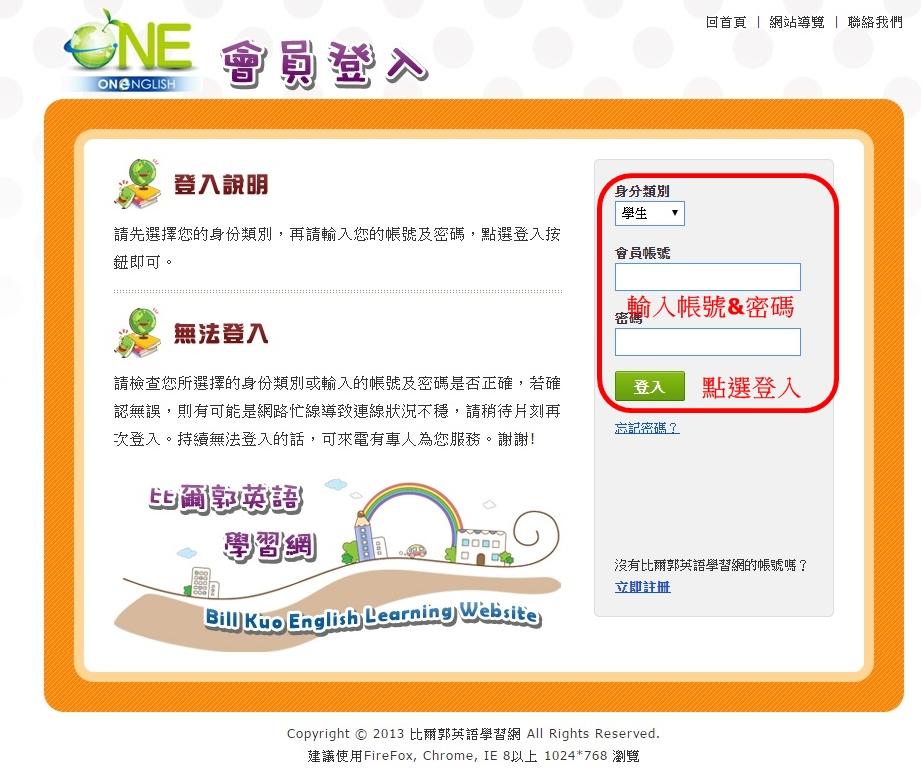 ONE
ON ENGLISH
會員登入
回首頁 | 網站導覽 | 聯絡我們
登入說明
請先選擇您的身份類別，再請輸入您的帳號及密碼，點選登入按
鈕即可。
無法登入
請檢查您所選擇的身份類別或輸入的帳號及密碼是否正確，若確
認無誤，則有可能是網路忙線導致連線狀況不穩，請稍待片刻再
次登入。持續無法登入的話，可來電有專人為您服務。謝謝!
比爾郭英語
學習網
Bill Kuo English Learning Website
身分類別
學生
會員帳號
輸入帳號&密碼
密碼
登入
點選登入
忘記密碼？
沒有比爾郭英語學習網的帳號嗎？
立即註冊
Copyright © 2013 比爾郭英語學習網 All Rights Reserved.
建議使用FireFox, Chrome, IE 8以上 1024*768 瀏覽